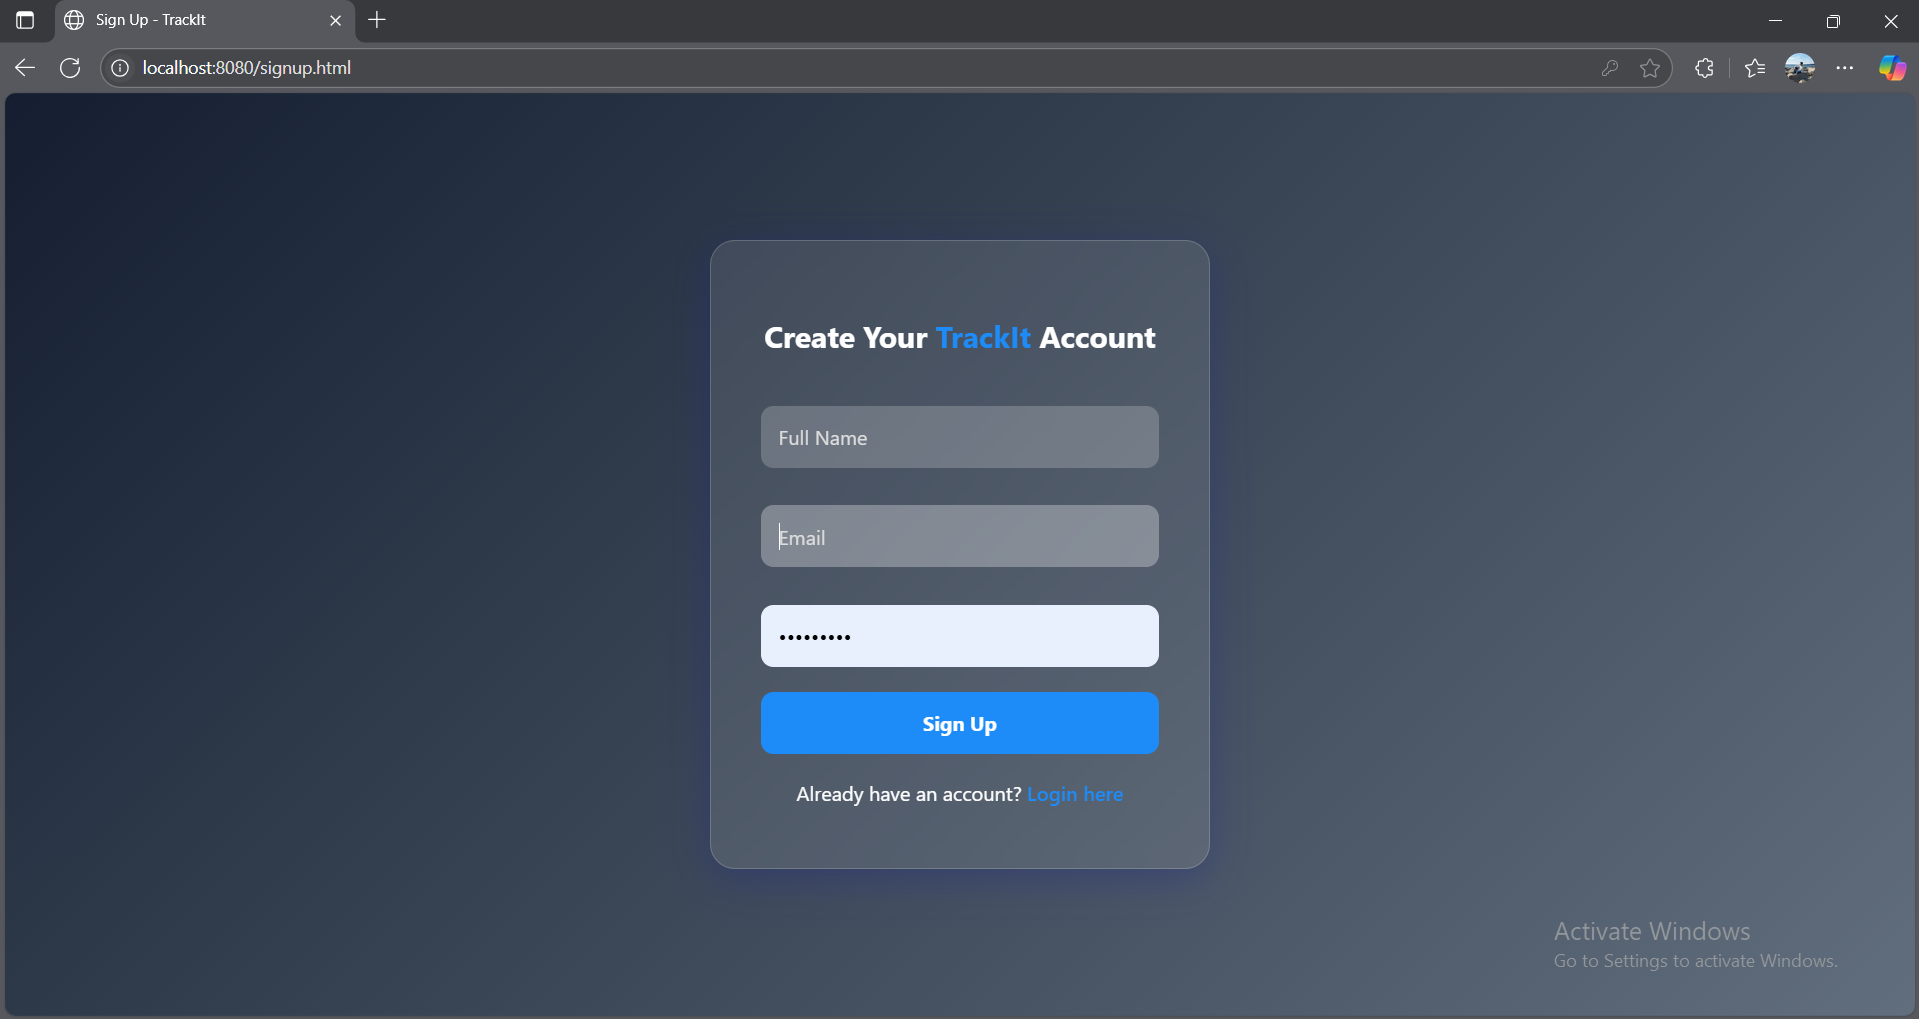 Sign Up - TrackIt
localhost:8080/signup.html
Create Your TrackIt Account
Full Name
Email
•••••••••
Sign Up
Already have an account? Login here
Activate Windows
Go to Settings to activate Windows.